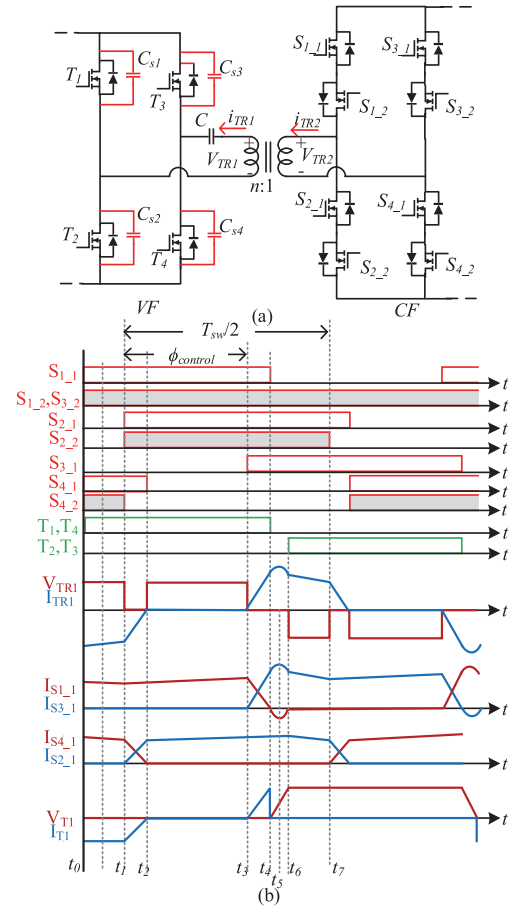 T1 Cs1 T3 Cs3
C iTR1 iTR2
VTR1 VTR2
+ - + -
n:1
T2 Cs2 T4 Cs4
S1_1 S3_1
S1_2 S3_2
S2_1 S4_1
S2_2 S4_2
VF (a) CF
Tsw/2
ϕcontrol
S1_1 t
S1_2,S3_2 t
S2_1 t
S2_2 t
S3_1 t
S4_1 t
S4_2 t
T1,T4 t
T2,T3 t
VTR1
ITR1 t
IS1_1
IS3_1 t
IS4_1
IS2_1 t
VT1
IT1 t
t0 t1 t2 t3 t4 t5 t6 t7
(b)